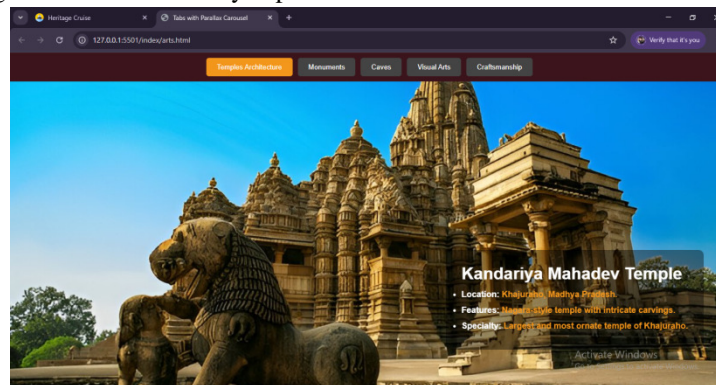 Heritage Cruise
Tabs with Parallax Carousel
127.0.0.1:5501/index/arts.html
Verify that it's you
Temples Architecture
Monuments
Caves
Visual Arts
Craftsmanship
Kandariya Mahadev Temple
Location: Khajuraho, Madhya Pradesh.
Features: Nagara-style temple with intricate carvings.
Specialty: Largest and most ornate temple of Khajuraho.
Activate Windows